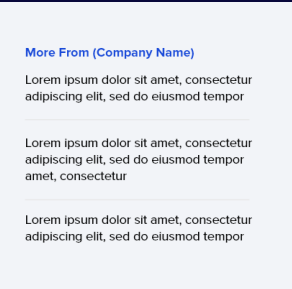 More From (Company Name)
Lorem ipsum dolor sit amet, consectetur
adipiscing elit, sed do eiusmod tempor
Lorem ipsum dolor sit amet, consectetur
adipiscing elit, sed do eiusmod tempor
amet, consectetur
Lorem ipsum dolor sit amet, consectetur
adipiscing elit, sed do eiusmod tempor